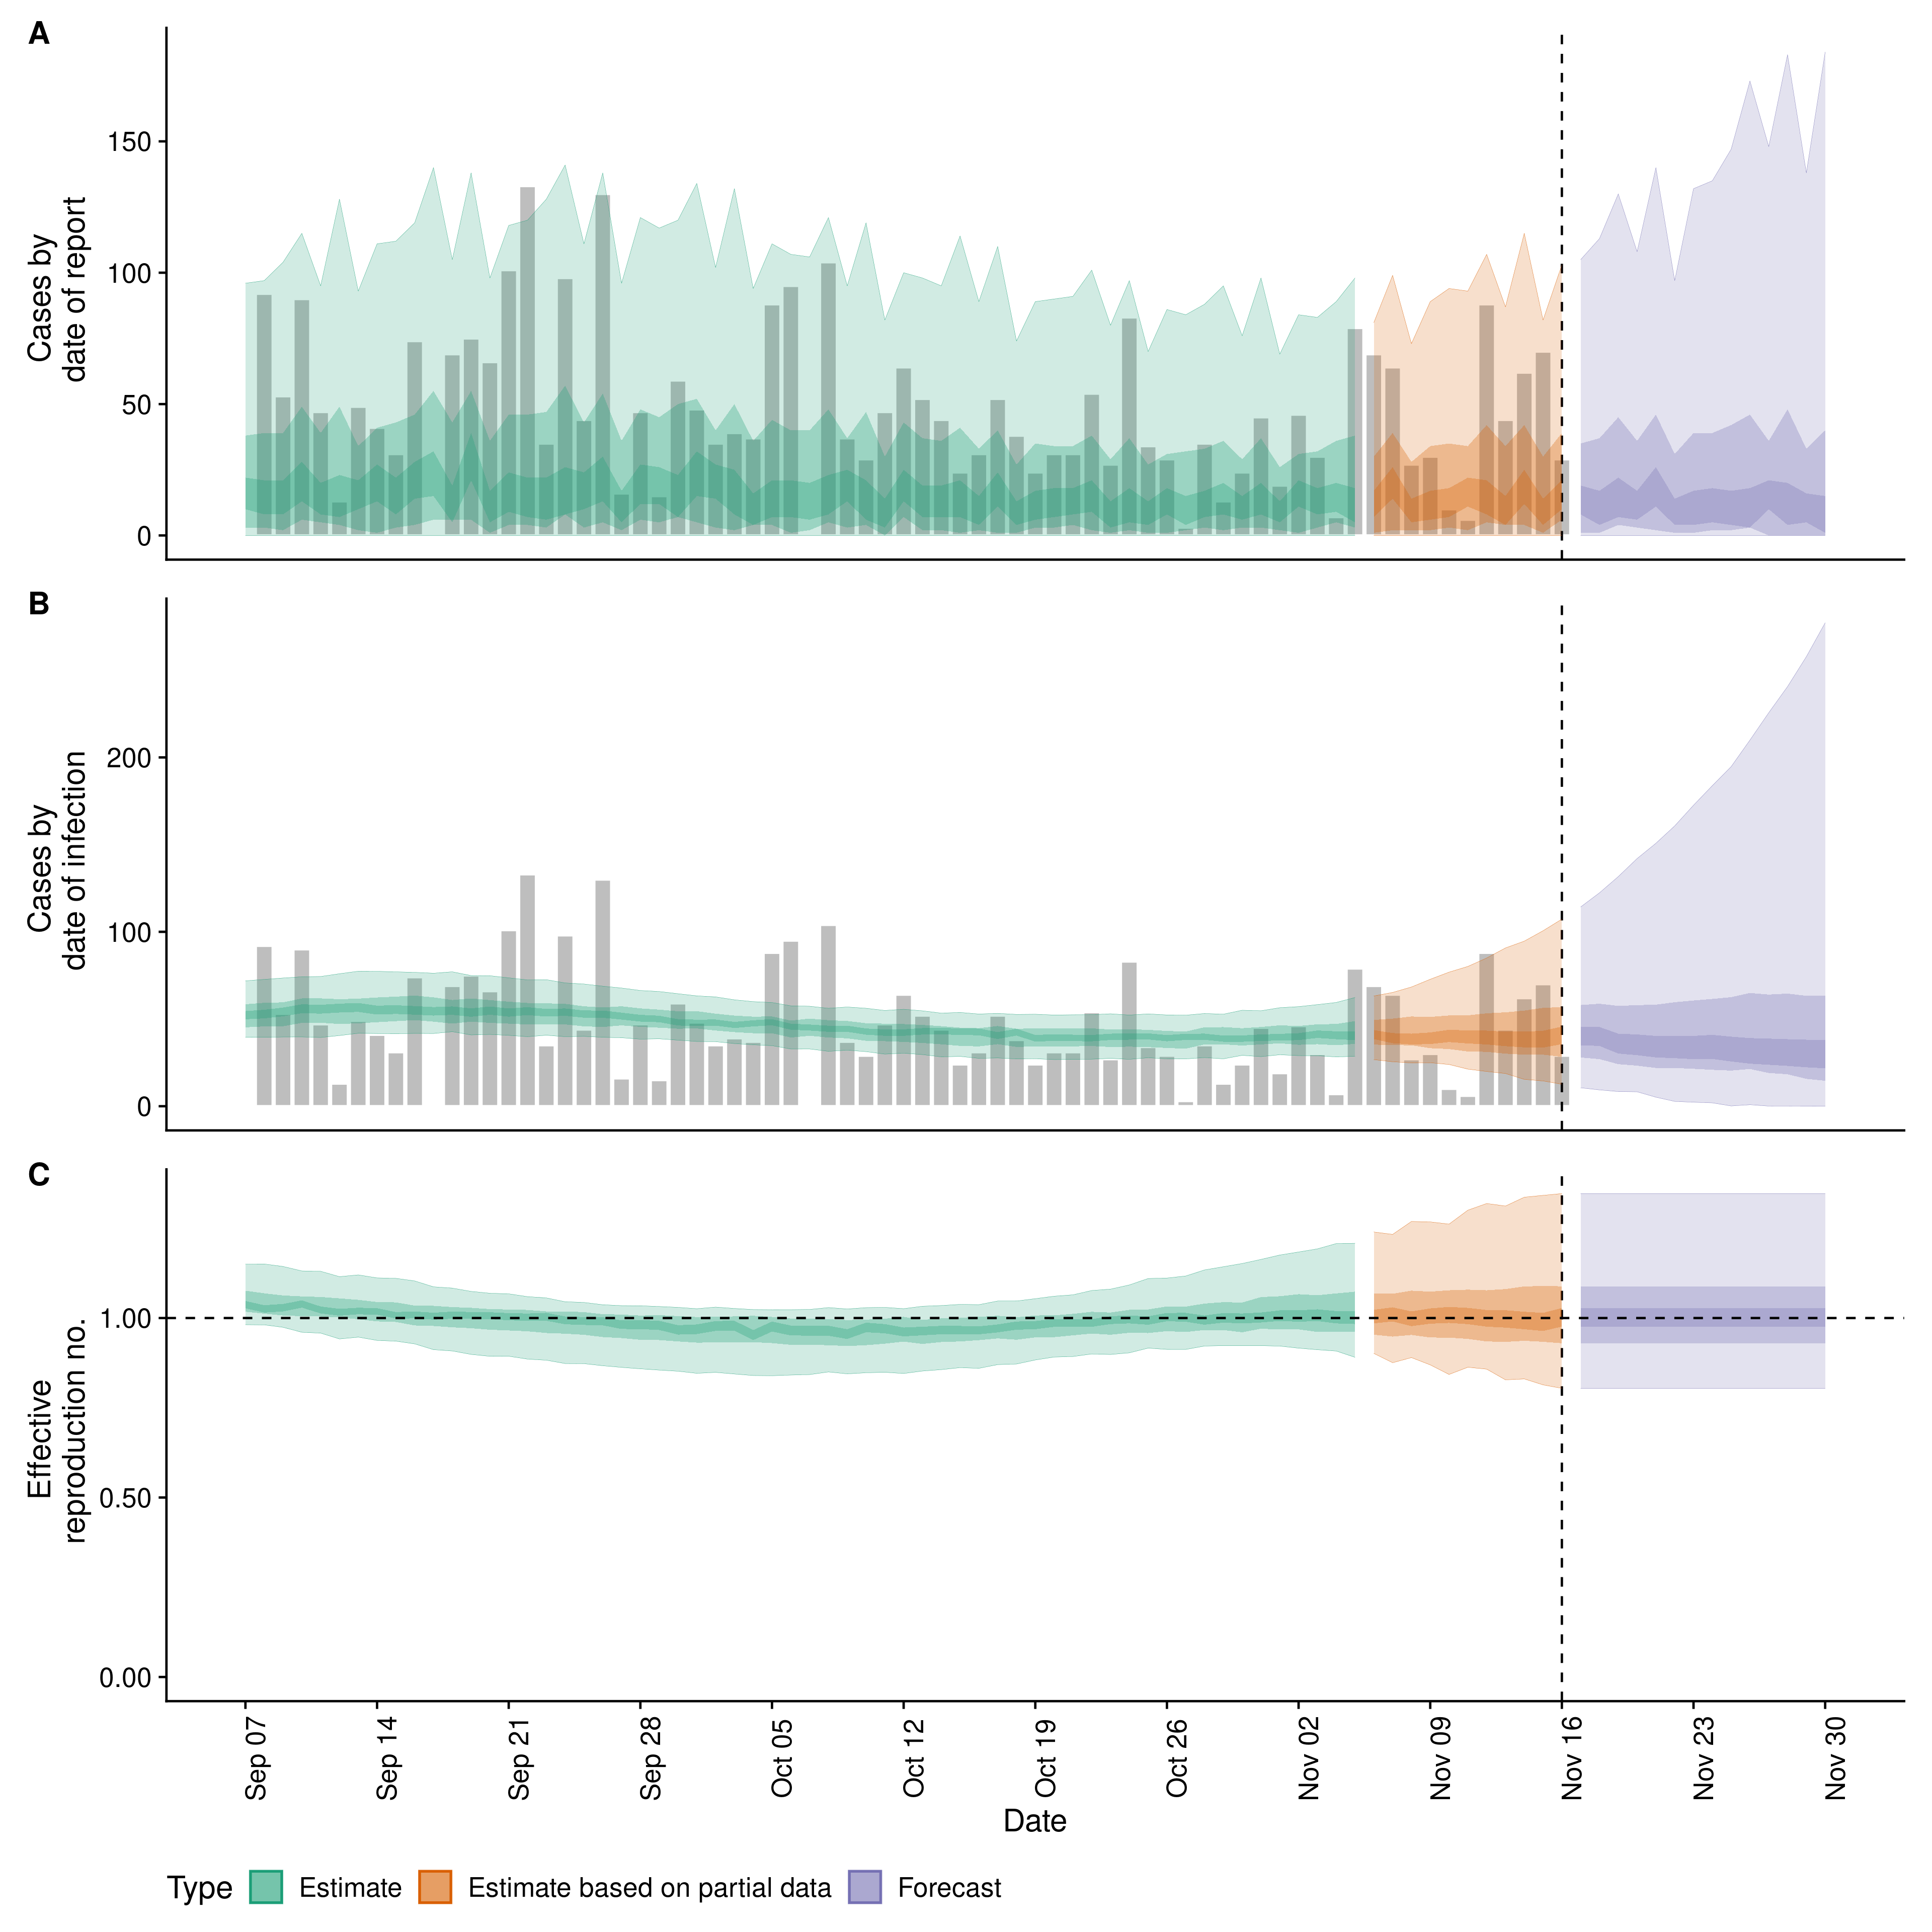 A
Cases by
date of report
150
100
50
0
B
Cases by
date of infection
200
100
0
C
Effective
reproduction no.
1.00
0.50
0.00
Sep 07
Sep 14
Sep 21
Sep 28
Oct 05
Oct 12
Oct 19
Oct 26
Nov 02
Nov 09
Nov 16
Nov 23
Nov 30
Date
Type Estimate Estimate based on partial data Forecast